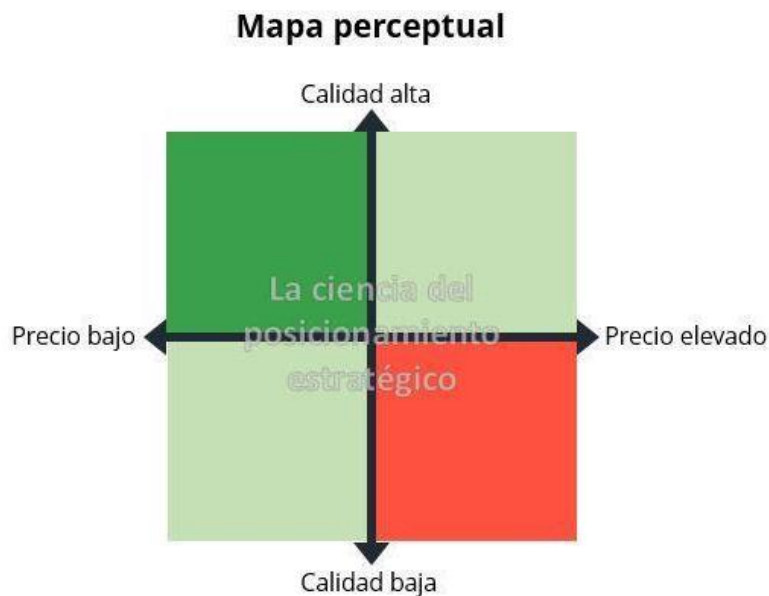 Mapa perceptual
Calidad alta
La ciencia del
Precio bajo
posicionamiento
Precio elevado
estratégico
Calidad baja